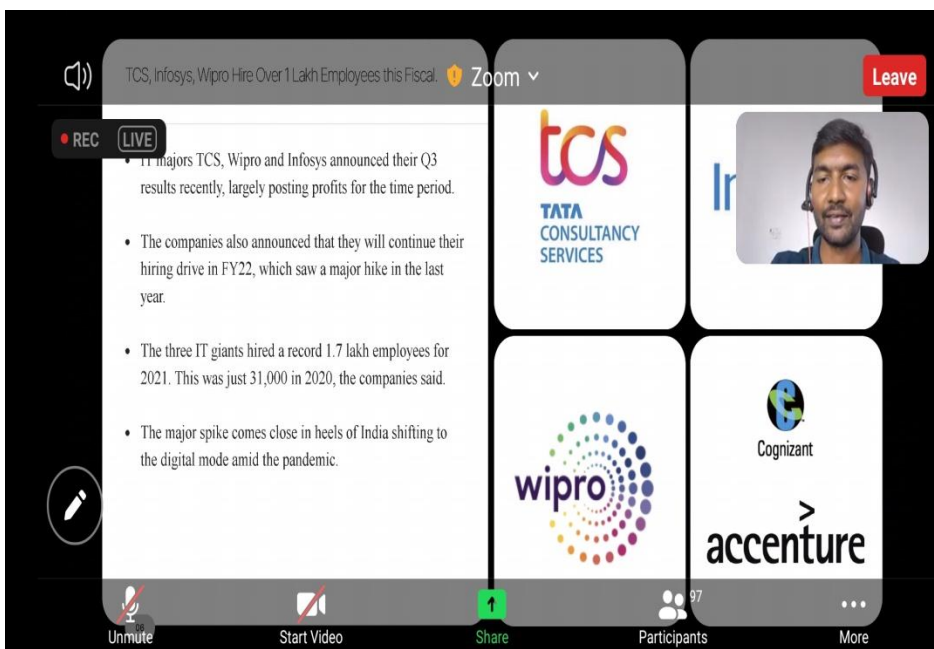 TCS, Infosys, Wipro Hire Over 1 Lakh Employees this Fiscal.
Zoom
Leave
REC LIVE
• IT majors TCS, Wipro and Infosys announced their Q3
results recently, largely posting profits for the time period.
• The companies also announced that they will continue their
hiring drive in FY22, which saw a major hike in the last
year.
• The three IT giants hired a record 1.7 lakh employees for
2021. This was just 31,000 in 2020, the companies said.
• The major spike comes close in heels of India shifting to
the digital mode amid the pandemic.
tcs
TATA
CONSULTANCY
SERVICES
In
wipro
Cognizant
accenture
06
97
Unmute
Start Video
Share
Participants
More